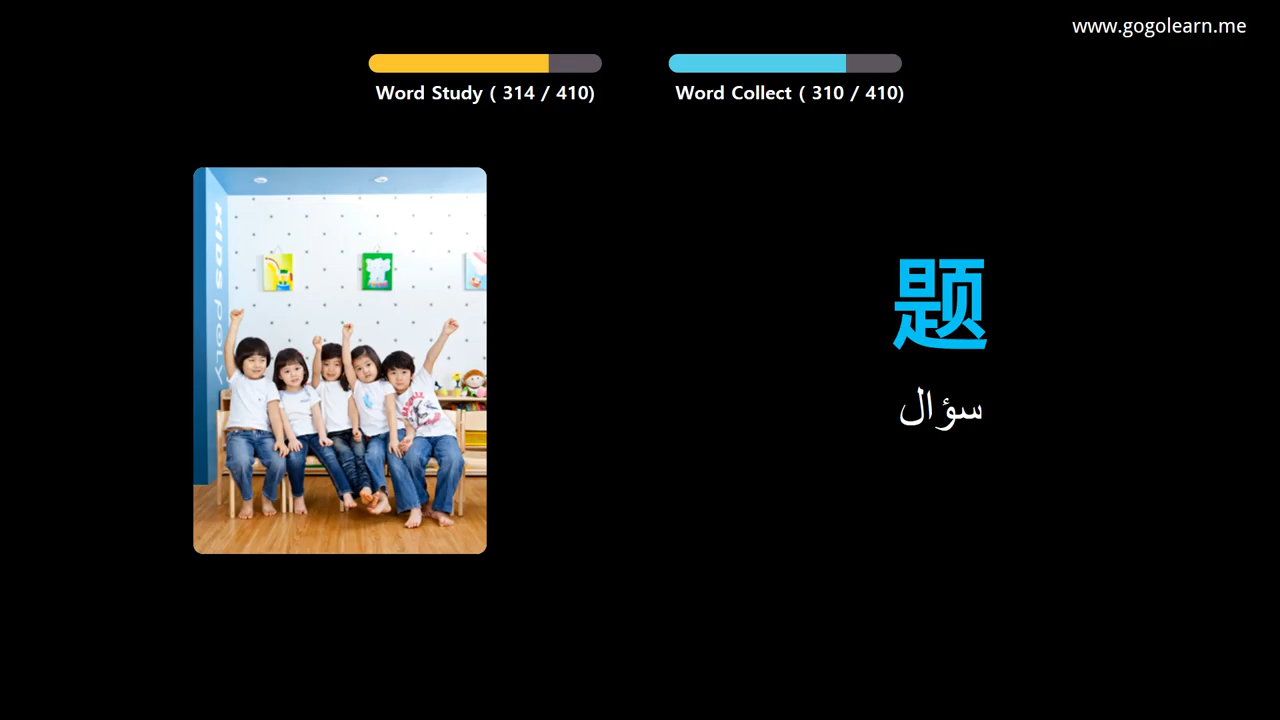 www.gogolearn.me
Word Study ( 314 / 410)
Word Collect ( 310 / 410)
KIDS POLY
题
سؤال